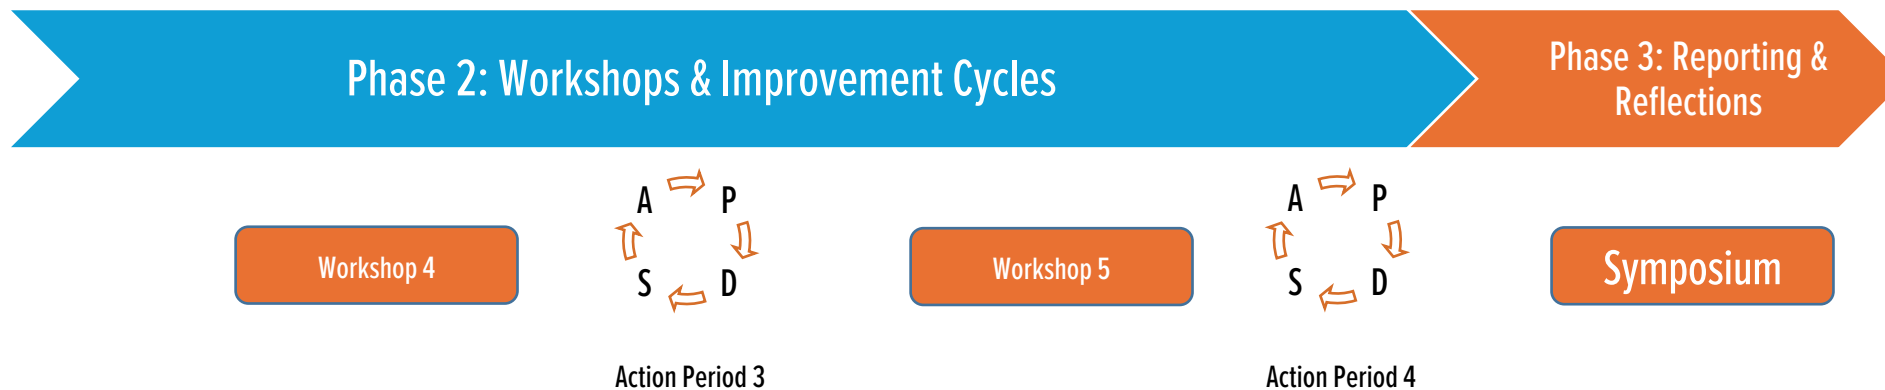 Phase 2: Workshops & Improvement Cycles
Phase 3: Reporting &
Reflections
Workshop 4
A P
S D
Action Period 3
Workshop 5
A P
S D
Action Period 4
Symposium